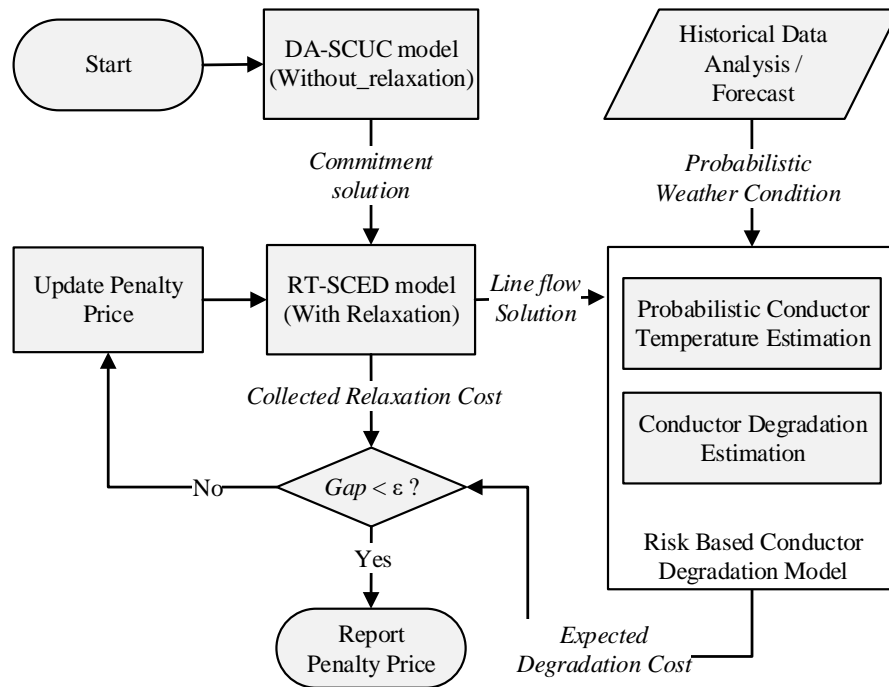 Start
DA-SCUC model
(Without_relaxation)
Historical Data
Analysis /
Forecast
Commitment
solution
Probabilistic
Weather Condition
Update Penalty
Price
RT-SCED model
(With Relaxation)
Line flow
Solution
Probabilistic Conductor
Temperature Estimation
Collected Relaxation Cost
Conductor Degradation
Estimation
No
Gap < ε ?
Yes
Risk Based Conductor
Degradation Model
Report
Penalty Price
Expected
Degradation Cost